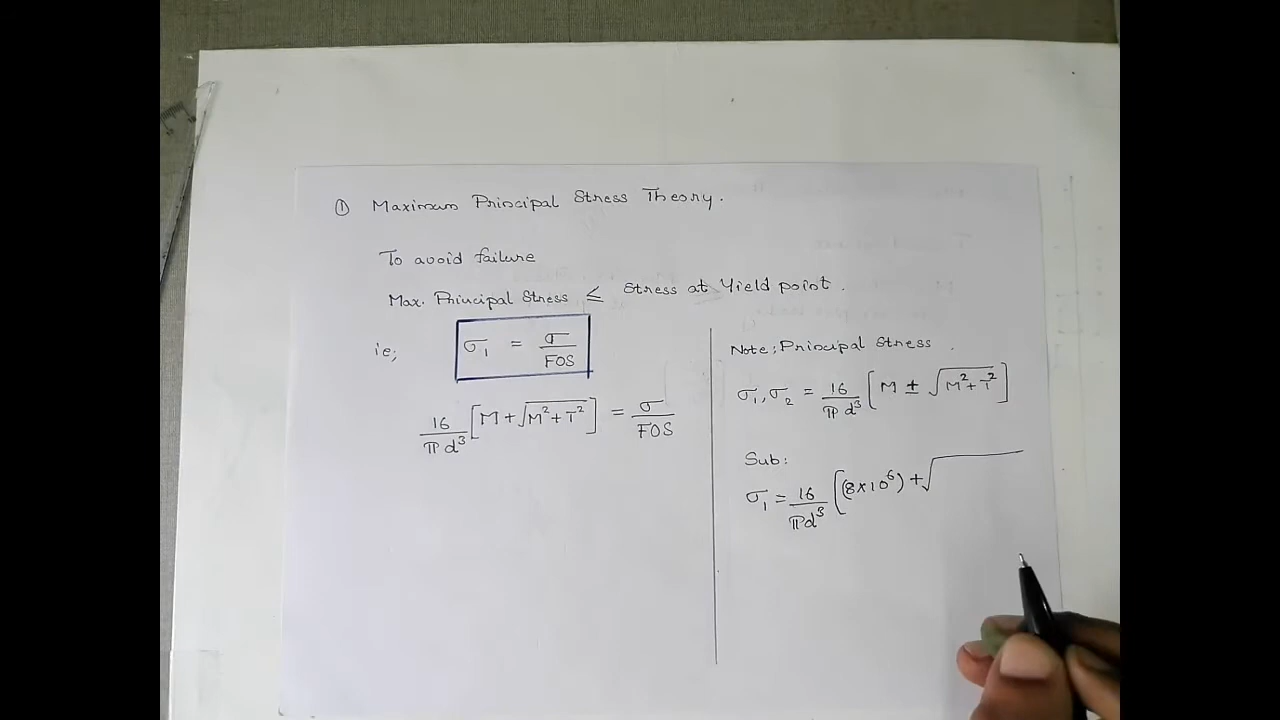 ① Maximum Principal Stress Theory.
To avoid failure
Max. Principal Stress ≤ Stress at Yield point.
ie; σ₁ = σ/FOS
16/πd³ [M + √(M² + T²)] = σ/FOS
Note: Principal Stress.
σ₁, σ₂ = 16/πd³ [M ± √(M² + T²)]
Sub:
σ₁ = 16/πd³ [(8×10⁶) + √